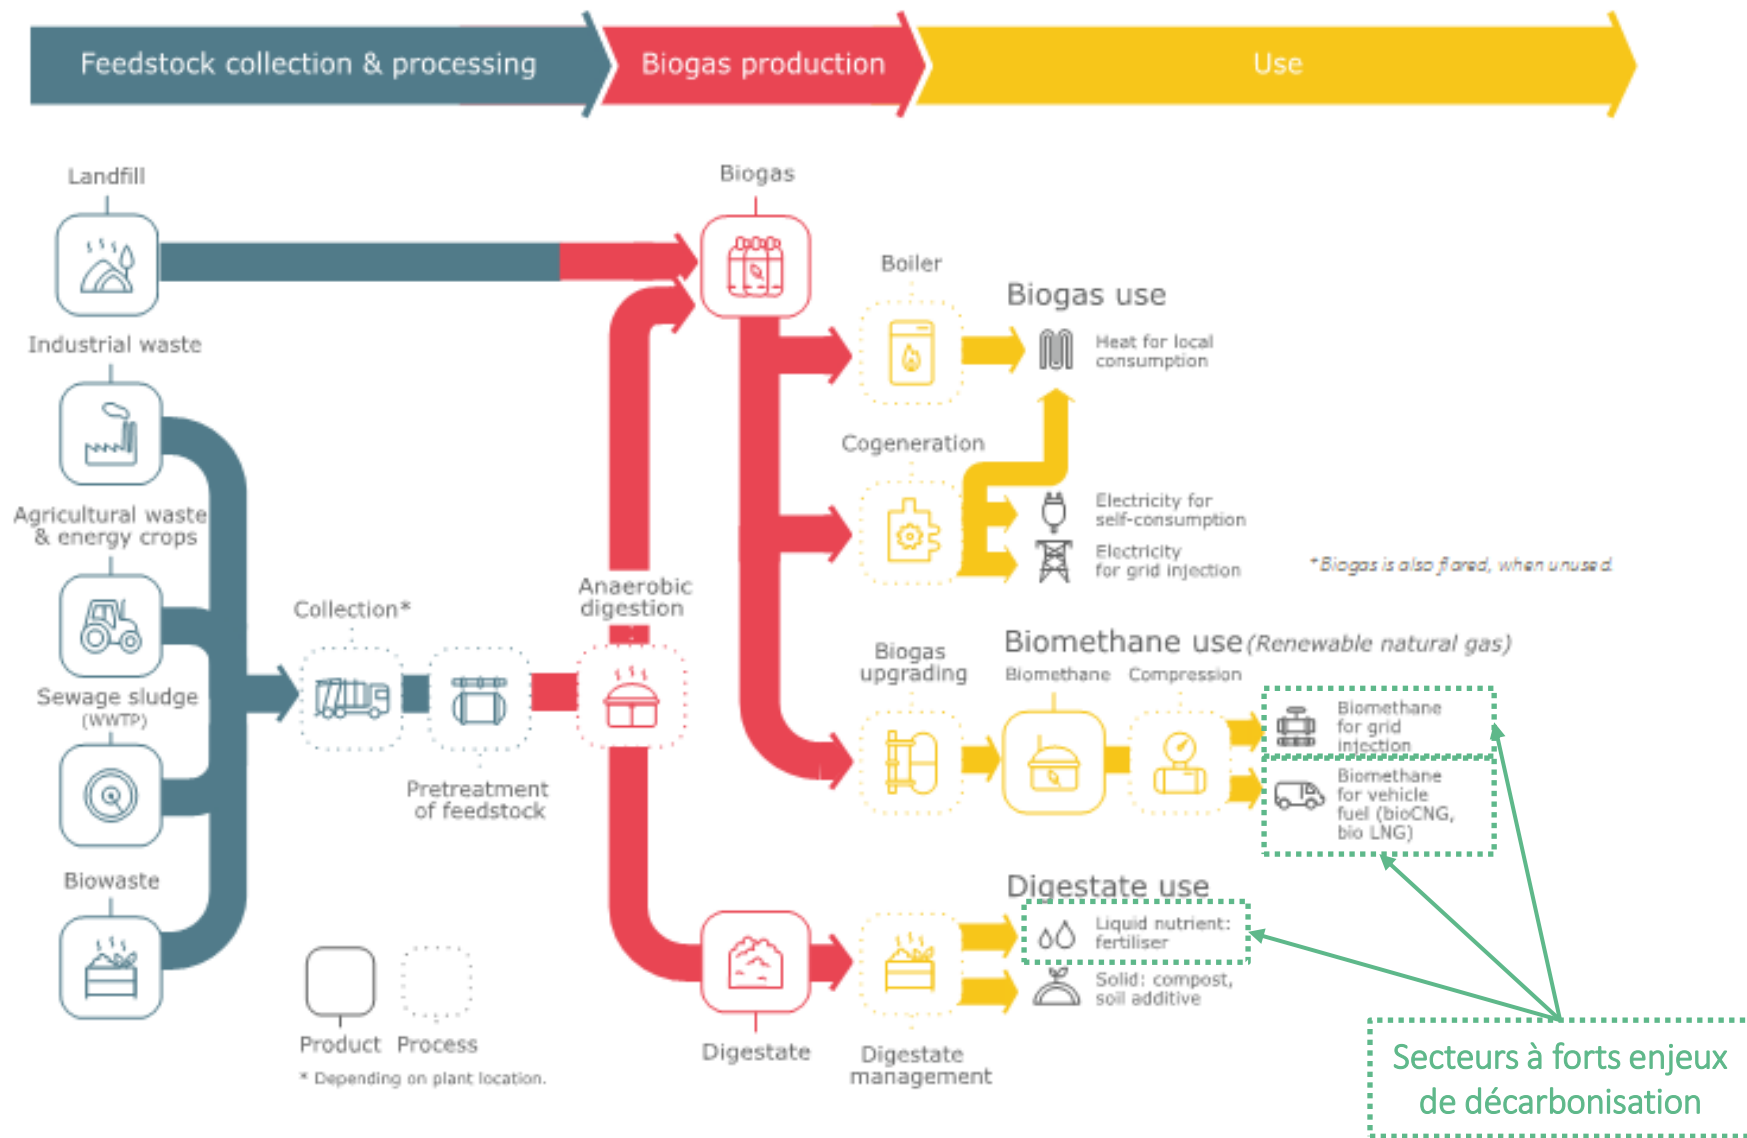 Feedstock collection & processing
Biogas production
Use
Landfill
Industrial waste
Agricultural waste
& energy crops
Sewage sludge
(WWTP)
Biowaste
Collection*
Pretreatment
of feedstock
Anaerobic
digestion
Biogas
Boiler
Biogas use
Heat for local
consumption
Cogeneration
Electricity for
self-consumption
Electricity
for grid injection
*Biogas is also flared, when unused.
Biogas
upgrading
Biomethane use (Renewable natural gas)
Biomethane
Compression
Biomethane
for grid
injection
Biomethane
for vehicle
fuel (bioCNG,
bio LNG)
Digestate use
Liquid nutrient:
fertiliser
Solid: compost,
soil additive
Digestate
Digestate
management
Product
Process
* Depending on plant location.
Secteurs à forts enjeux
de décarbonisation